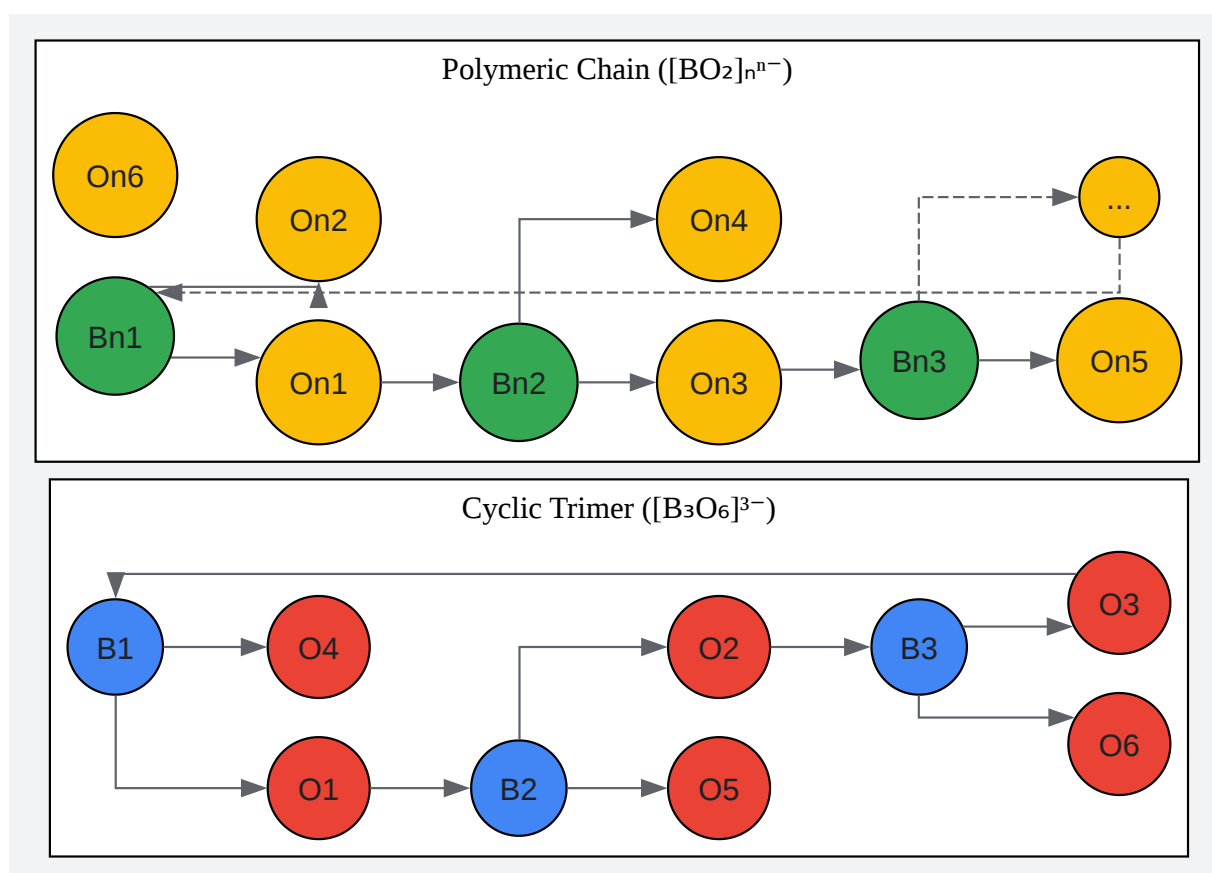 Polymeric Chain ([BO₂]ₙⁿ⁻)
On6
On2
On4
...
Bn1
On1
Bn2
On3
Bn3
On5
Cyclic Trimer ([B₃O₆]³⁻)
B1
O4
O2
B3
O3
O1
B2
O5
O6